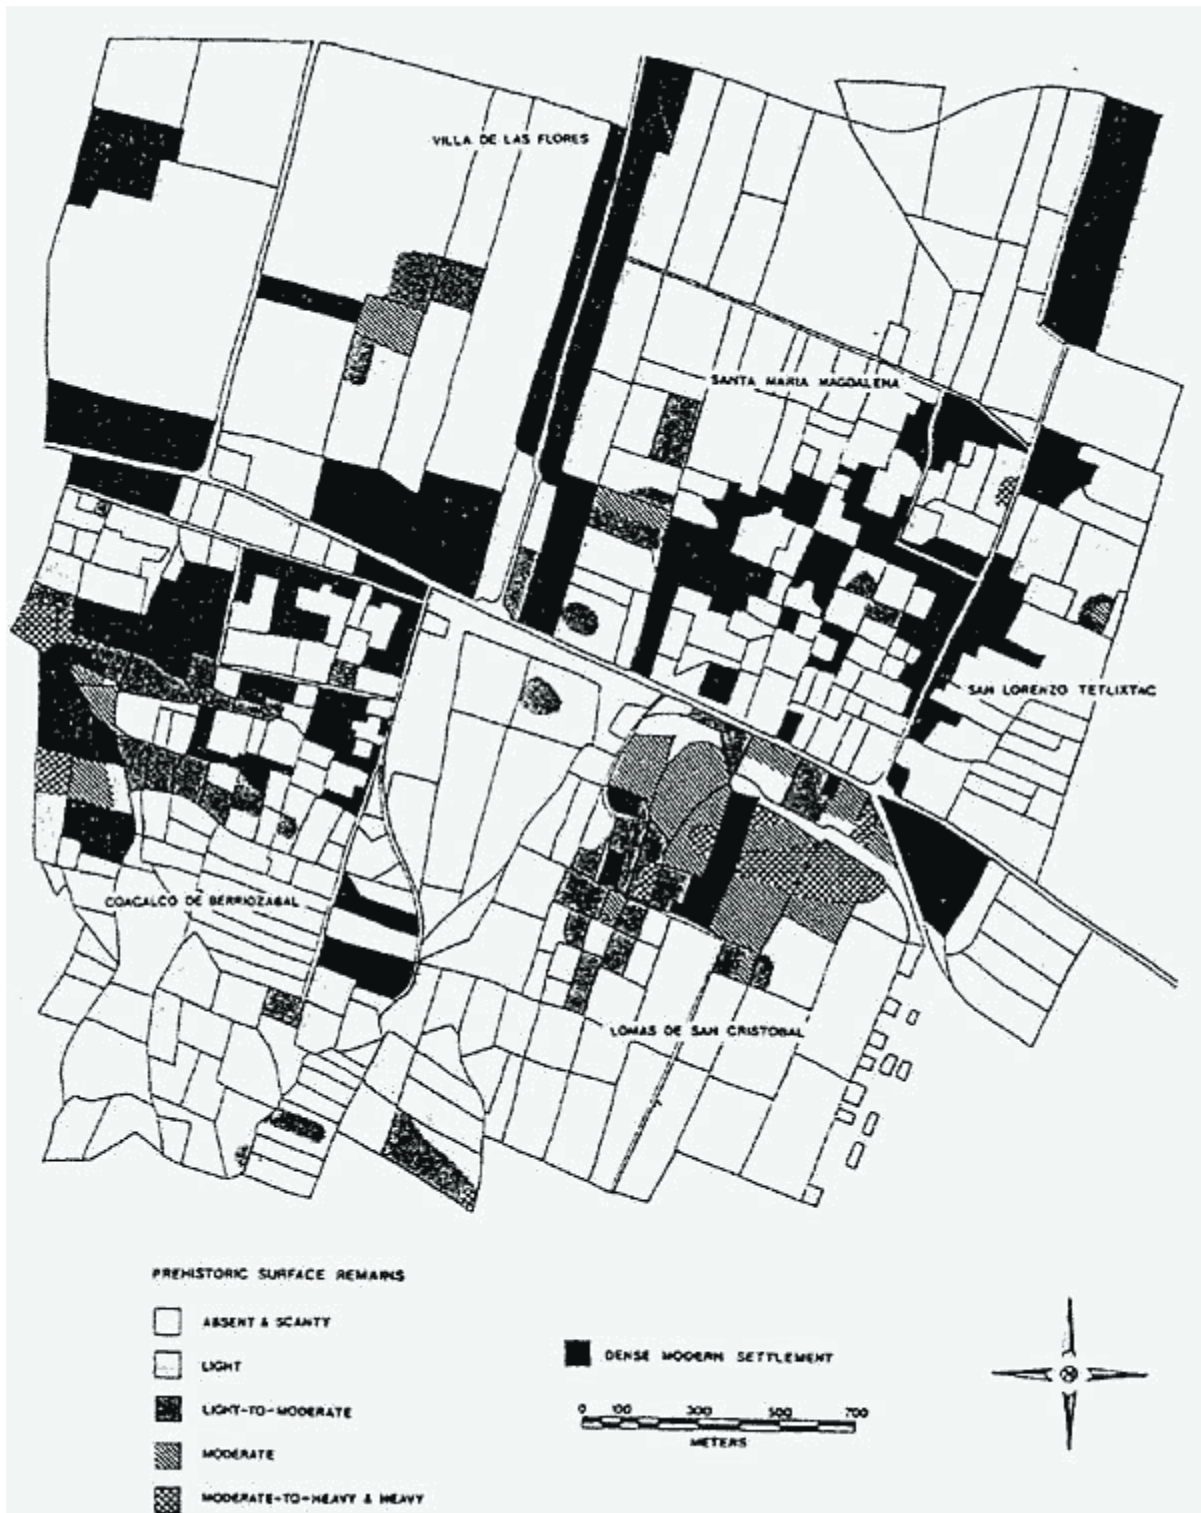 VILLA DE LAS FLORES
SANTA MARIA MAGDALENA
SAN LORENZO TETLIXTAC
COACALCO DE BERRIOZABAL
LOMAS DE SAN CRISTOBAL
PREHISTORIC SURFACE REMAINS
ABSENT & SCANTY
LIGHT
LIGHT-TO-MODERATE
MODERATE
MODERATE-TO-HEAVY & HEAVY
DENSE MODERN SETTLEMENT
0 100 300 700
METERS